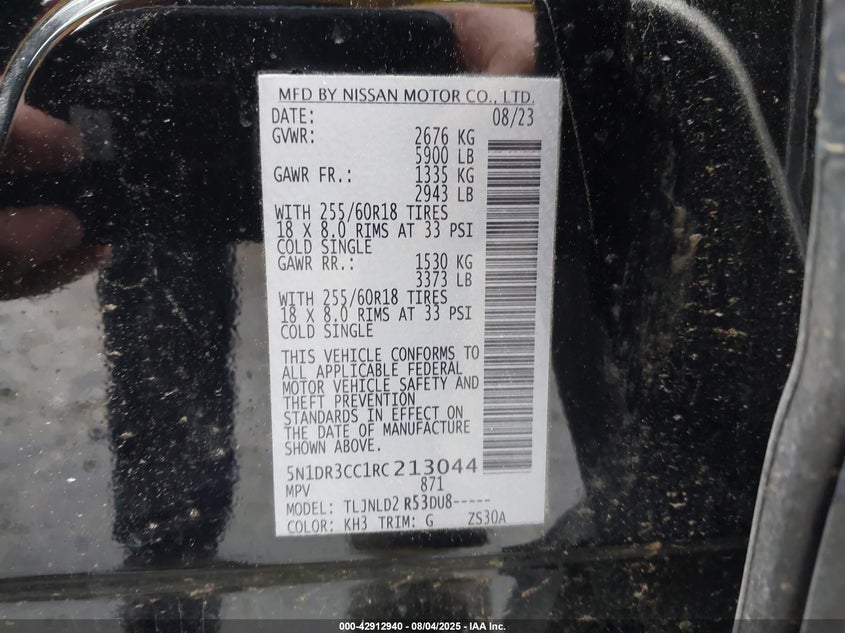 MFD BY NISSAN MOTOR CO., LTD.
DATE: 08/23
GVWR: 2676 KG
5900 LB
GAWR FR.: 1335 KG
2943 LB
WITH 255/60R18 TIRES
18 X 8.0 RIMS AT 33 PSI
COLD SINGLE
GAWR RR.: 1530 KG
3373 LB
WITH 255/60R18 TIRES
18 X 8.0 RIMS AT 33 PSI
COLD SINGLE
THIS VEHICLE CONFORMS TO
ALL APPLICABLE FEDERAL
MOTOR VEHICLE SAFETY AND
THEFT PREVENTION
STANDARDS IN EFFECT ON
THE DATE OF MANUFACTURE
SHOWN ABOVE.
5N1DR3CC1RC213044
MPV 871
MODEL: TLJNLD2 R53DU8-----
COLOR: KH3 TRIM: G ZS30A
000-42912940 - 08/04/2025 - IAA Inc.